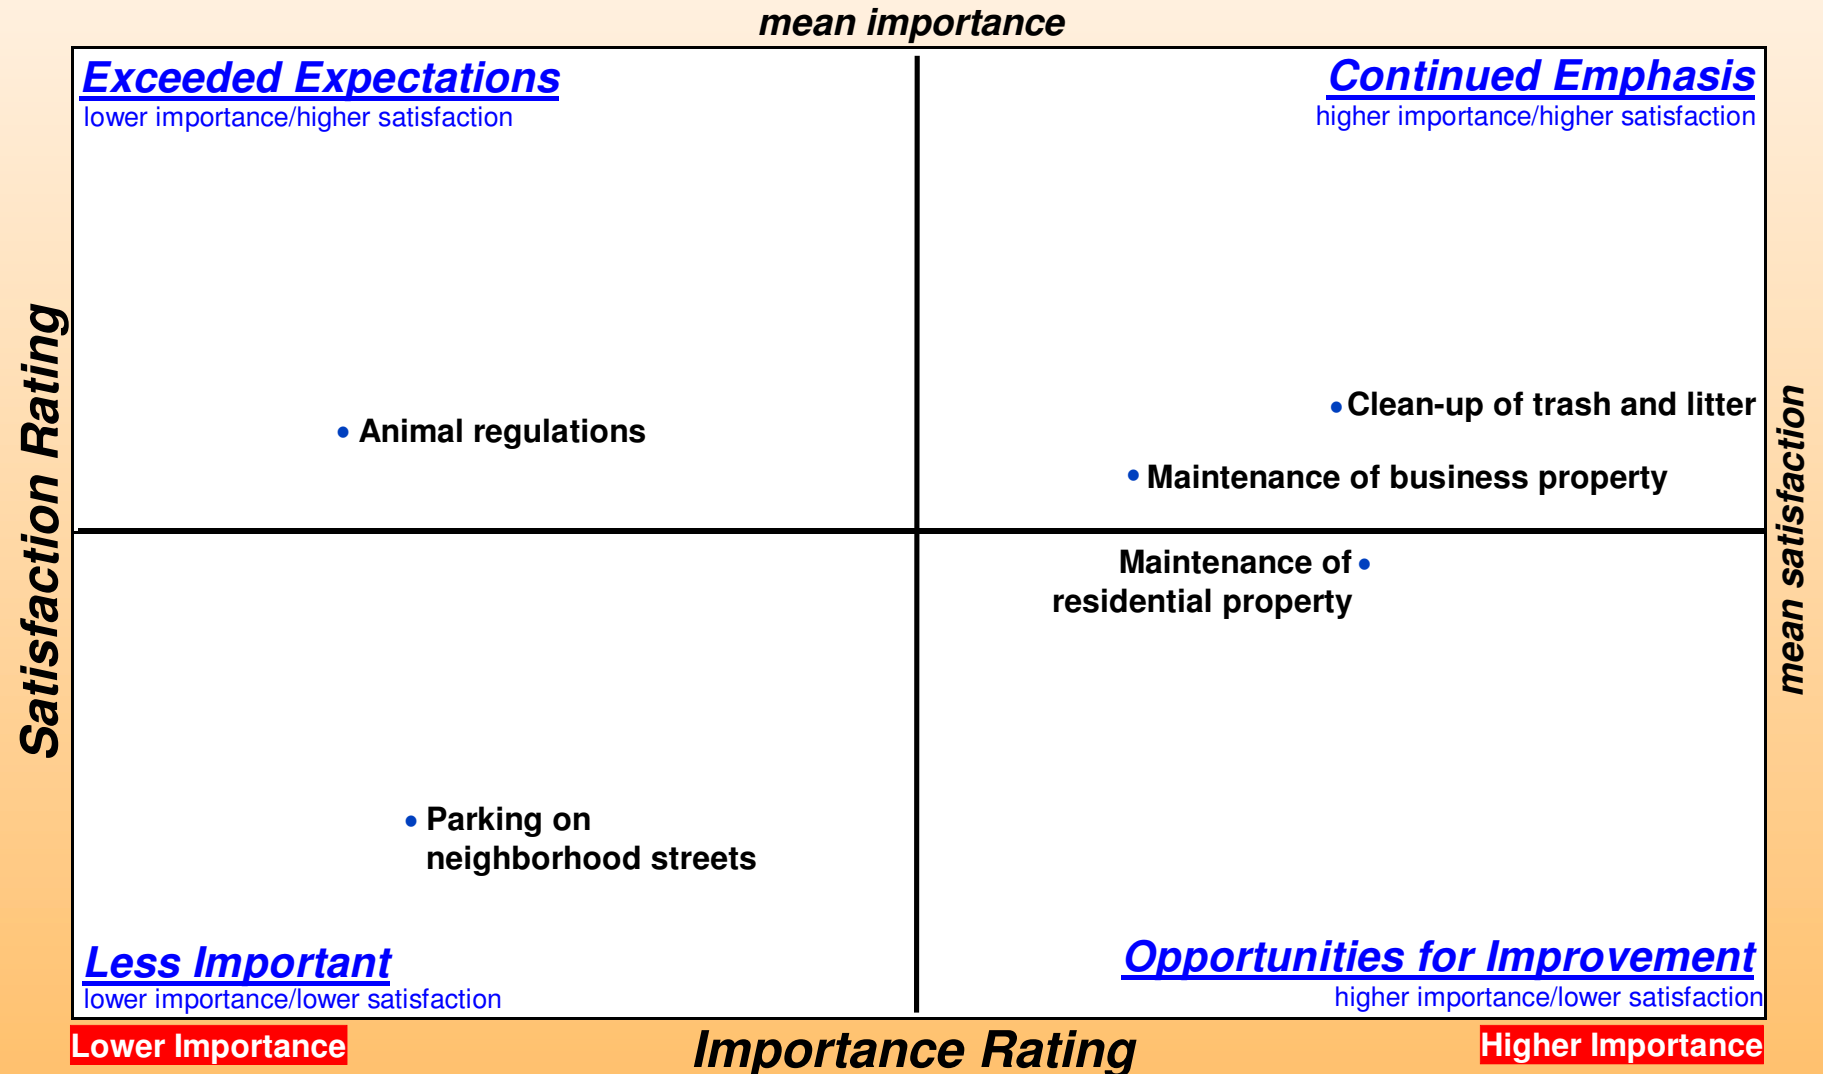 mean importance
Exceeded Expectations
lower importance/higher satisfaction
Continued Emphasis
higher importance/higher satisfaction
Satisfaction Rating
mean satisfaction
Animal regulations
Clean-up of trash and litter
Maintenance of business property
Maintenance of
residential property
Parking on
neighborhood streets
Less Important
lower importance/lower satisfaction
Opportunities for Improvement
higher importance/lower satisfaction
Lower Importance
Importance Rating
Higher Importance